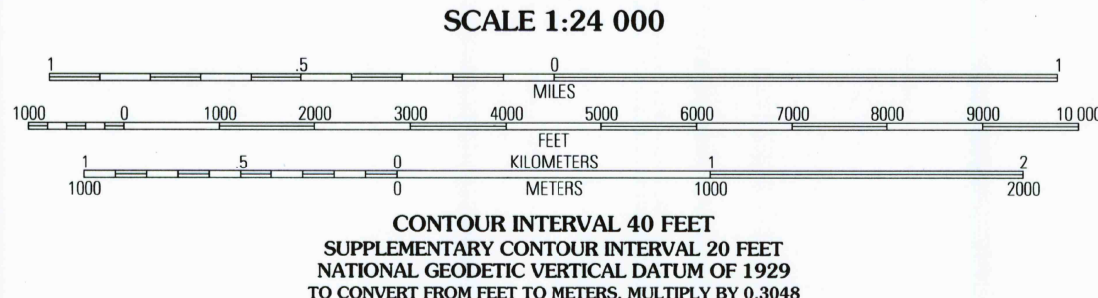 SCALE 1:24 000
1 .5 0 1
MILES
1000 0 1000 2000 3000 4000 5000 6000 7000 8000 9000 10 000
FEET
1 .5 0 KILOMETERS 1 2
1000 0 METERS 1000 2000
CONTOUR INTERVAL 40 FEET
SUPPLEMENTARY CONTOUR INTERVAL 20 FEET
NATIONAL GEODETIC VERTICAL DATUM OF 1929
TO CONVERT FROM FEET TO METERS, MULTIPLY BY 0.3048